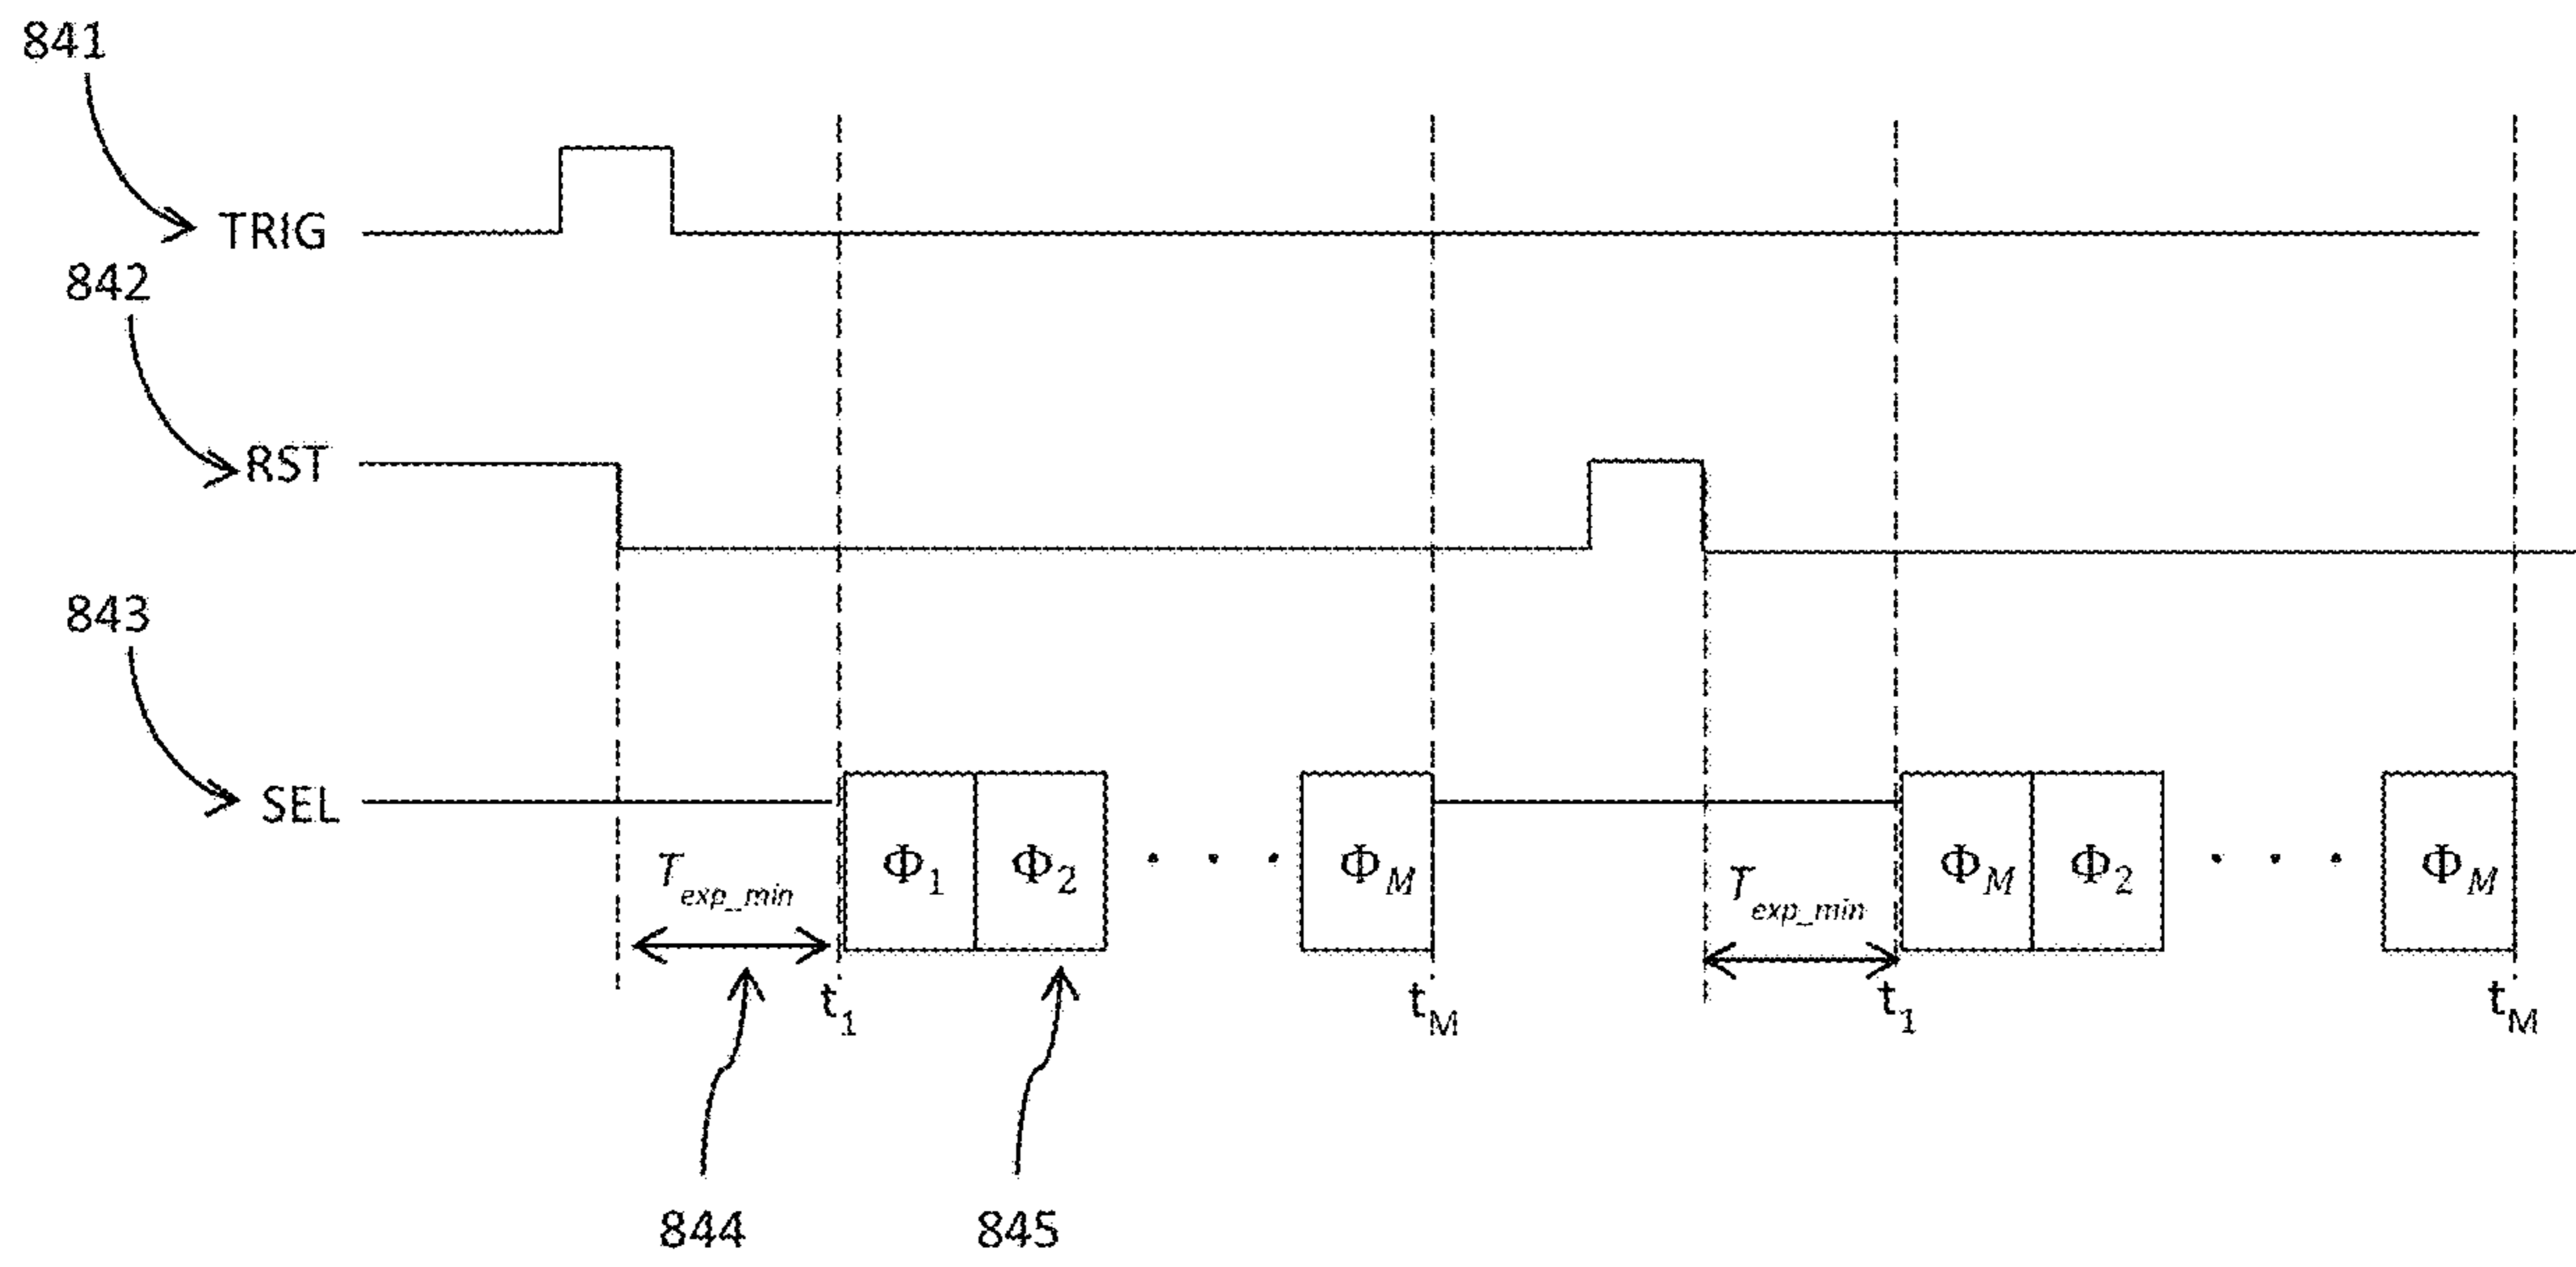 841
TRIG
842
RST
843
SEL
Φ1 Φ2 . . . ΦM ΦM Φ2 . . . ΦM
Texp_min Texp_min
t1 tM t1 tM
844 845